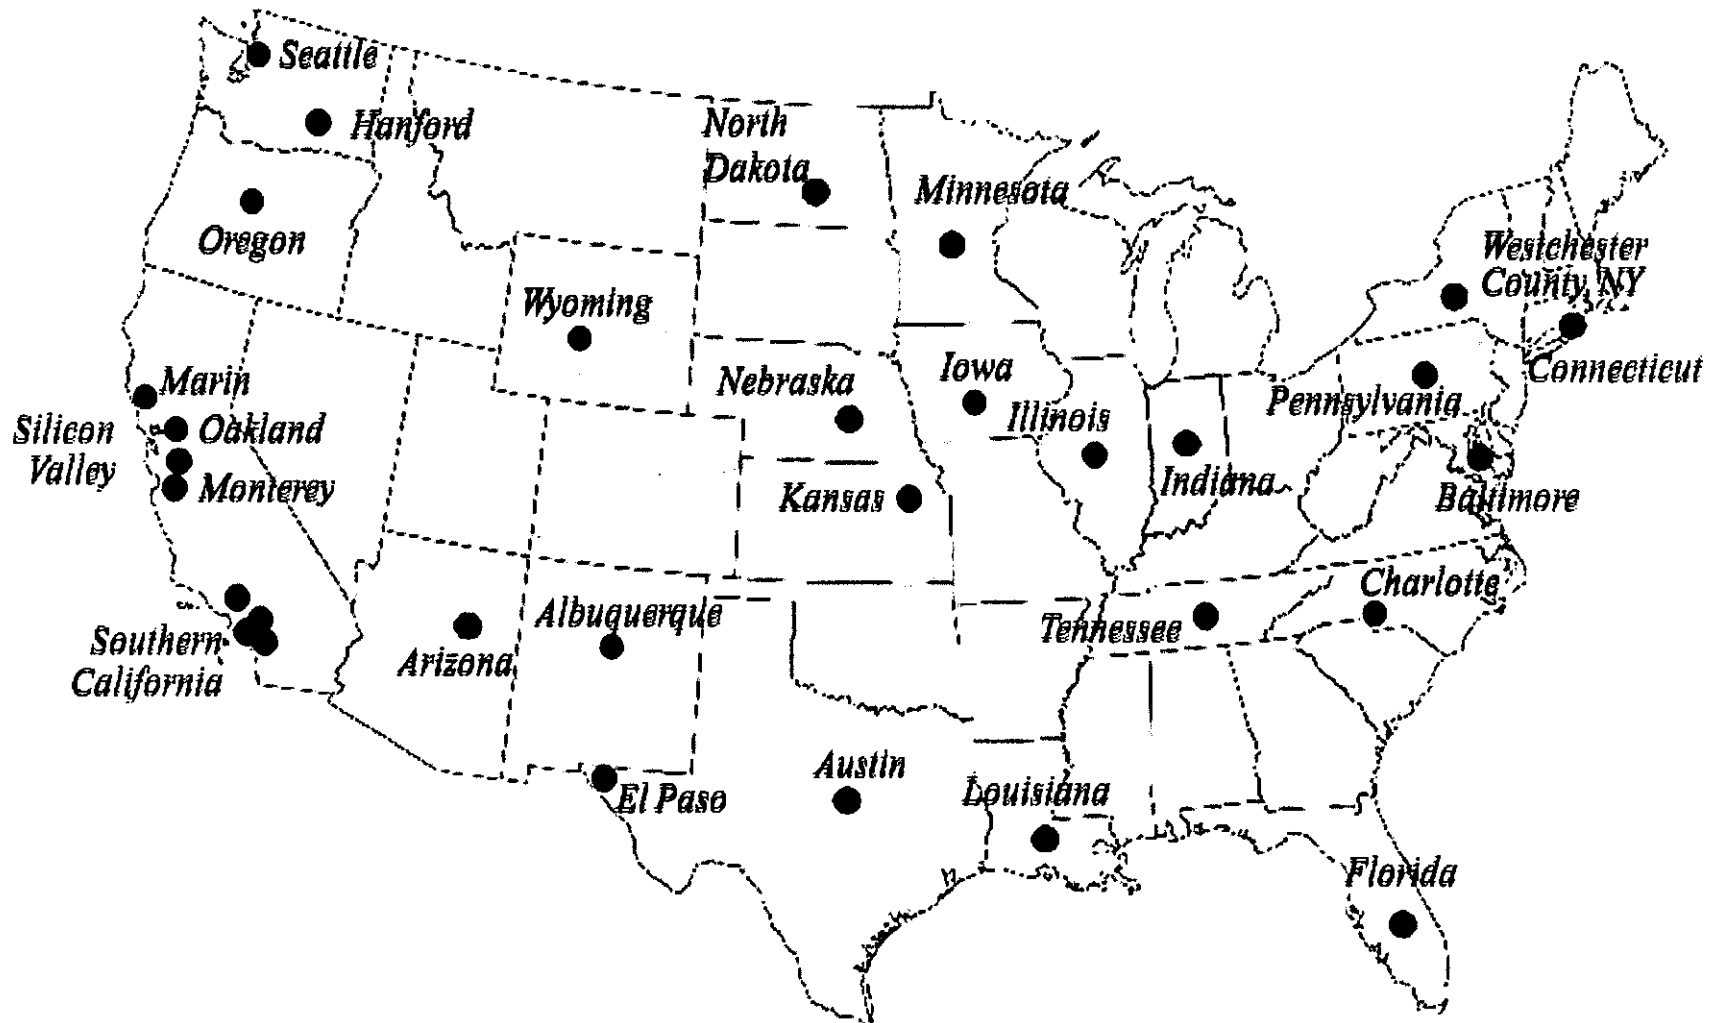 Seattle
Hanford
North
Dakota
Minnesota
Oregon
Westchester
County, NY
Wyoming
Connecticut
Marin
Nebraska
Iowa
Pennsylvania
Illinois
Silicon
Valley
Oakland
Monterey
Kansas
Indiana
Baltimore
Charlotte
Albuquerque
Tennessee
Southern
California
Arizona
Austin
El Paso
Louisiana
Florida